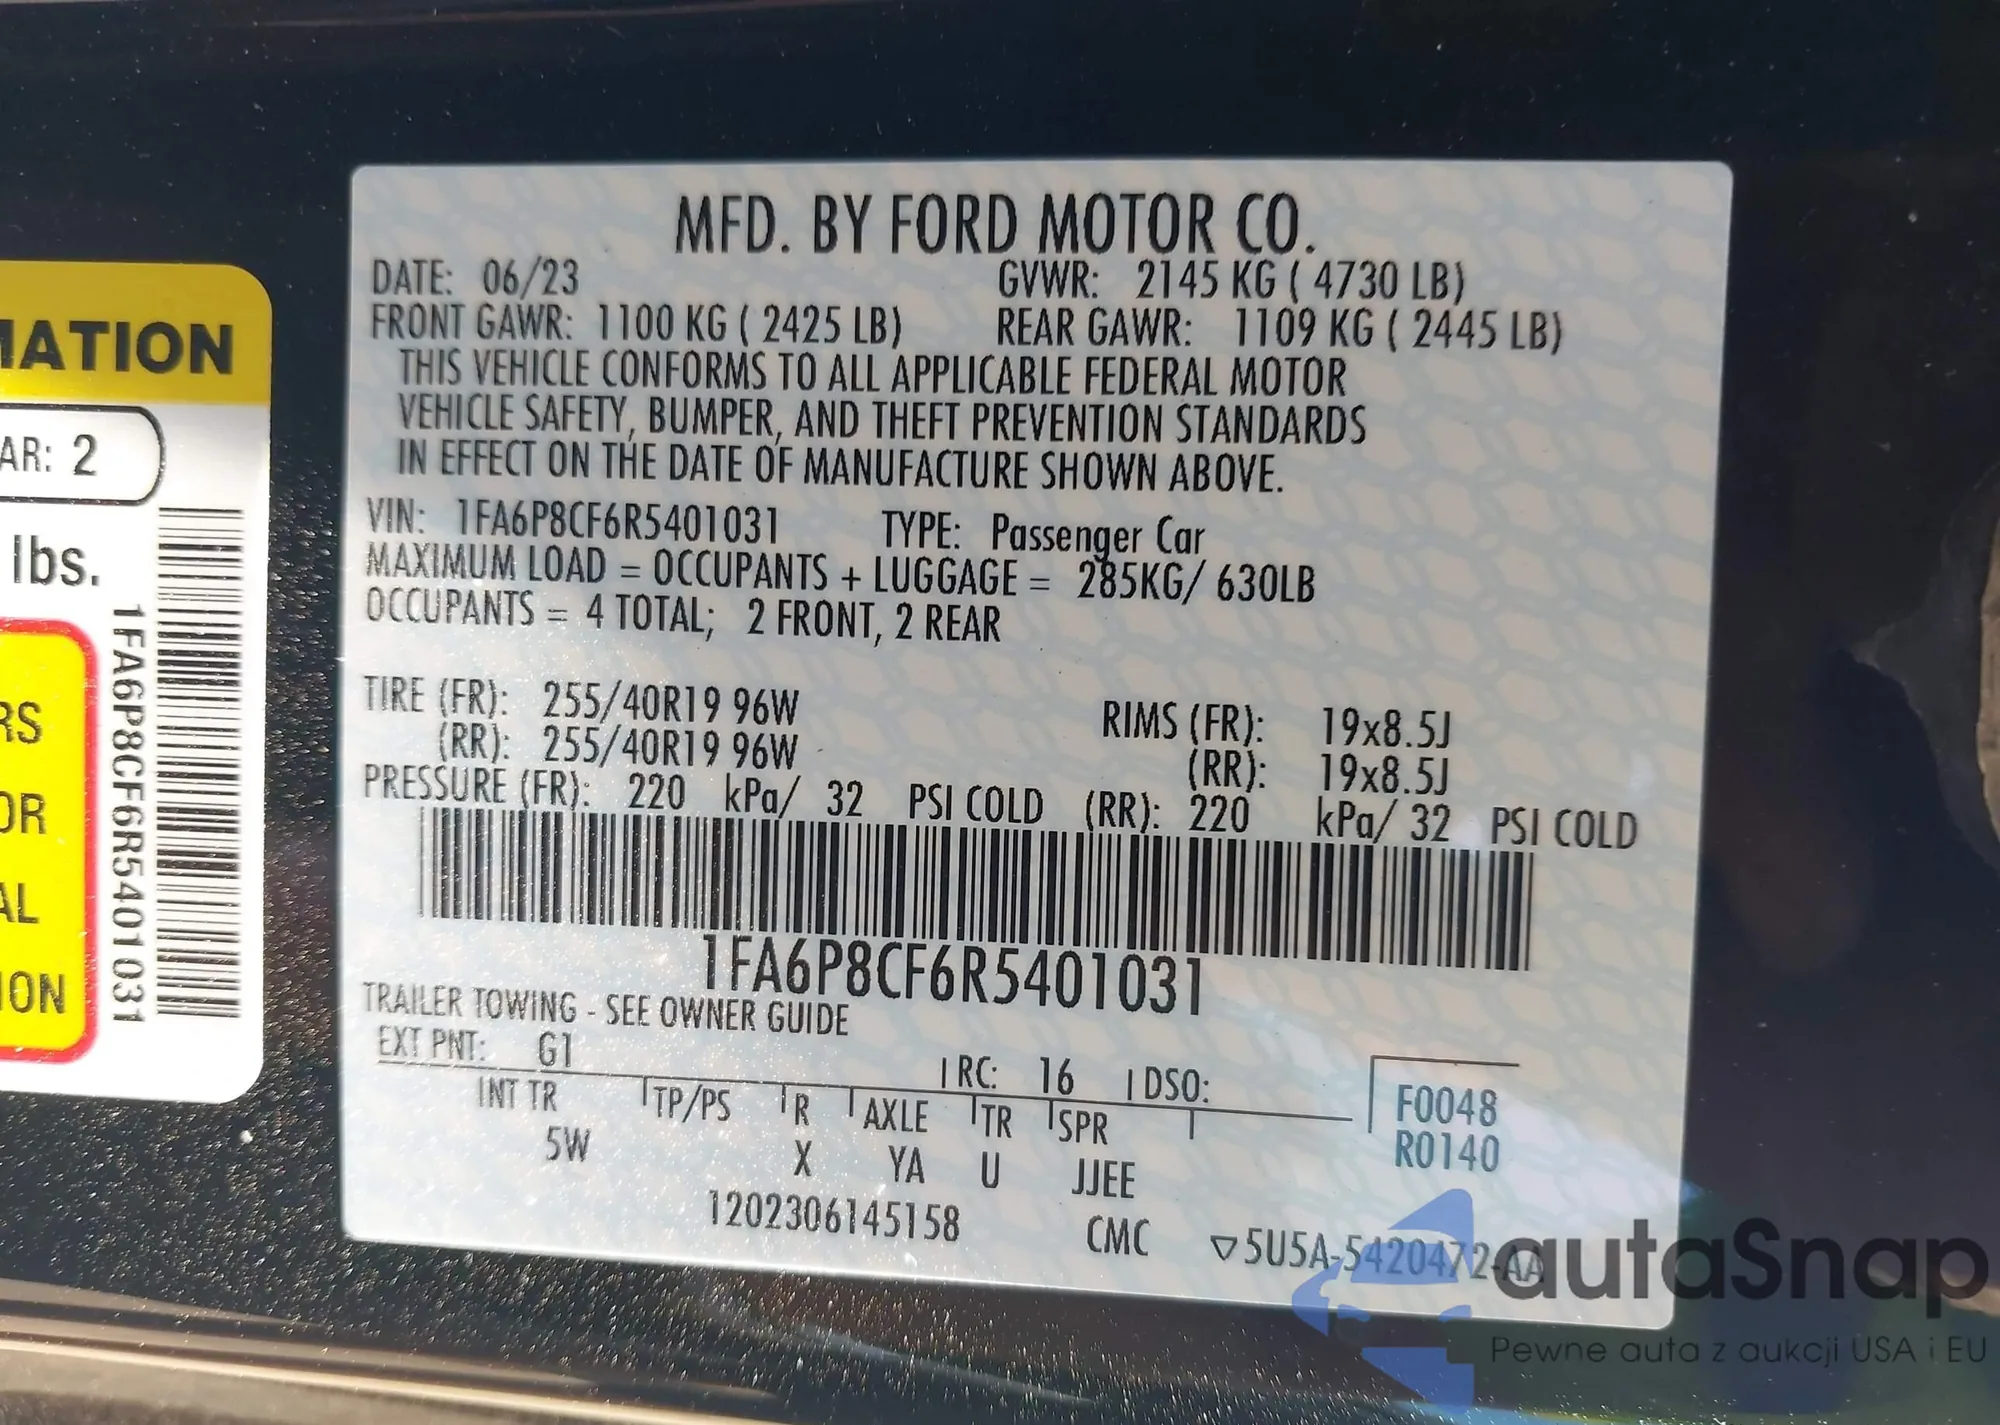 MFD. BY FORD MOTOR CO.
DATE: 06/23 GVWR: 2145 KG ( 4730 LB)
FRONT GAWR: 1100 KG ( 2425 LB) REAR GAWR: 1109 KG ( 2445 LB)
THIS VEHICLE CONFORMS TO ALL APPLICABLE FEDERAL MOTOR
VEHICLE SAFETY, BUMPER, AND THEFT PREVENTION STANDARDS
IN EFFECT ON THE DATE OF MANUFACTURE SHOWN ABOVE.
VIN: 1FA6P8CF6R5401031 TYPE: Passenger Car
MAXIMUM LOAD = OCCUPANTS + LUGGAGE = 285KG/ 630LB
OCCUPANTS = 4 TOTAL; 2 FRONT, 2 REAR
TIRE (FR): 255/40R19 96W RIMS (FR): 19x8.5J
(RR): 255/40R19 96W (RR): 19x8.5J
PRESSURE (FR): 220 kPa/ 32 PSI COLD (RR): 220 kPa/ 32 PSI COLD
1FA6P8CF6R5401031
TRAILER TOWING - SEE OWNER GUIDE
EXT PNT: G1 RC: 16 DSO:
INT TR TP/PS R AXLE TR SPR
5W X YA U JJEE
F0048
R0140
1202306145158 CMC ▽5U5A-5420472-AA
MATION
AR: 2
lbs.
1FA6P8CF6R5401031
RS
OR
AL
ION
autaSnap
Pewne auta z aukcji USA i EU